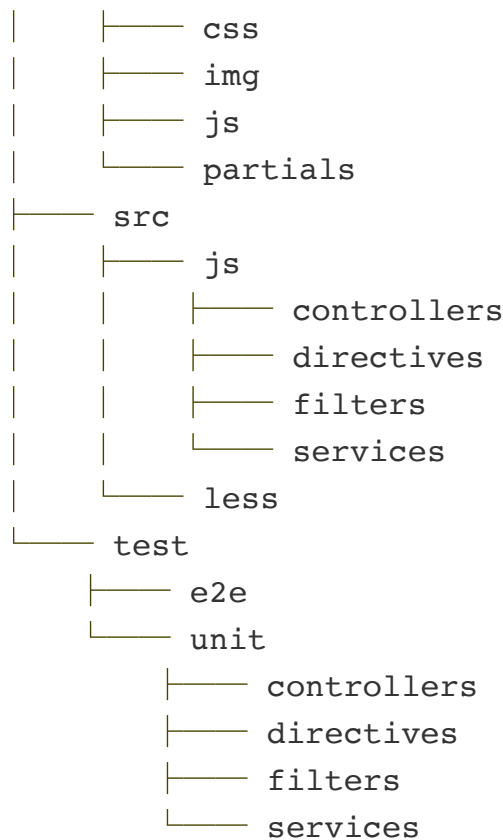 │    ├──── css
│    ├──── img
│    ├──── js
│    └──── partials
├──── src
│    ├──── js
│    │    ├──── controllers
│    │    ├──── directives
│    │    ├──── filters
│    │    └──── services
│    └──── less
└──── test
    ├──── e2e
    └──── unit
        ├──── controllers
        ├──── directives
        ├──── filters
        └──── services